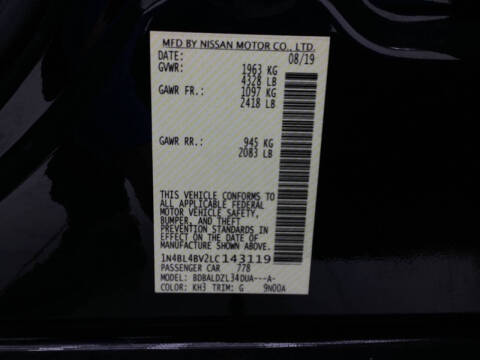 MFD BY NISSAN MOTOR CO., LTD.
DATE: 08/19
GVWR: 1963 KG
4328 LB
GAWR FR.: 1097 KG
2418 LB
GAWR RR.: 945 KG
2083 LB
THIS VEHICLE CONFORMS TO
ALL APPLICABLE FEDERAL
MOTOR VEHICLE SAFETY,
BUMPER, AND THEFT
PREVENTION STANDARDS IN
EFFECT ON THE DATE OF
MANUFACTURE SHOWN ABOVE.
1N4BL4BV2LC143119
PASSENGER CAR 778
MODEL: BDBALDZL34DUA---A-
COLOR: KH3 TRIM: G 9N00A